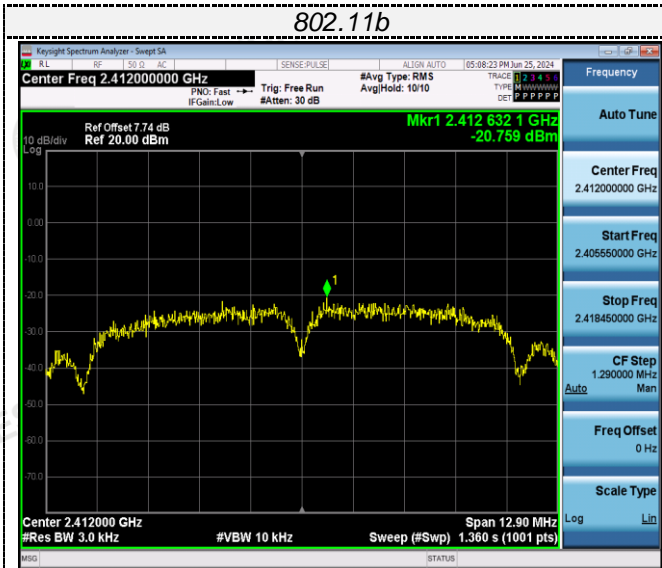 802.11b
Keysight Spectrum Analyzer - Swept SA
RL RF 50 Ω AC SENSE:PULSE ALIGN AUTO 05:08:23 PM Jun 25, 2024
Center Freq 2.412000000 GHz
PNO: Fast
IFGain:Low
Trig: Free Run
#Atten: 30 dB
#Avg Type: RMS
Avg|Hold: 10/10
TRACE 1 2 3 4 5 6
TYPE MWWWWW
DET P P P P P P
Frequency
Auto Tune
Center Freq
2.412000000 GHz
Start Freq
2.405550000 GHz
Stop Freq
2.418450000 GHz
CF Step
1.290000 MHz
Auto Man
Freq Offset
0 Hz
Scale Type
Log Lin
Mkr1 2.412 632 1 GHz
-20.759 dBm
Ref Offset 7.74 dB
10 dB/div Ref 20.00 dBm
Log
10.0
0.00
-10.0
-20.0
-30.0
-40.0
-50.0
-60.0
-70.0
1
Center 2.412000 GHz Span 12.90 MHz
#Res BW 3.0 kHz #VBW 10 kHz Sweep (#Swp) 1.360 s (1001 pts)
MSG STATUS